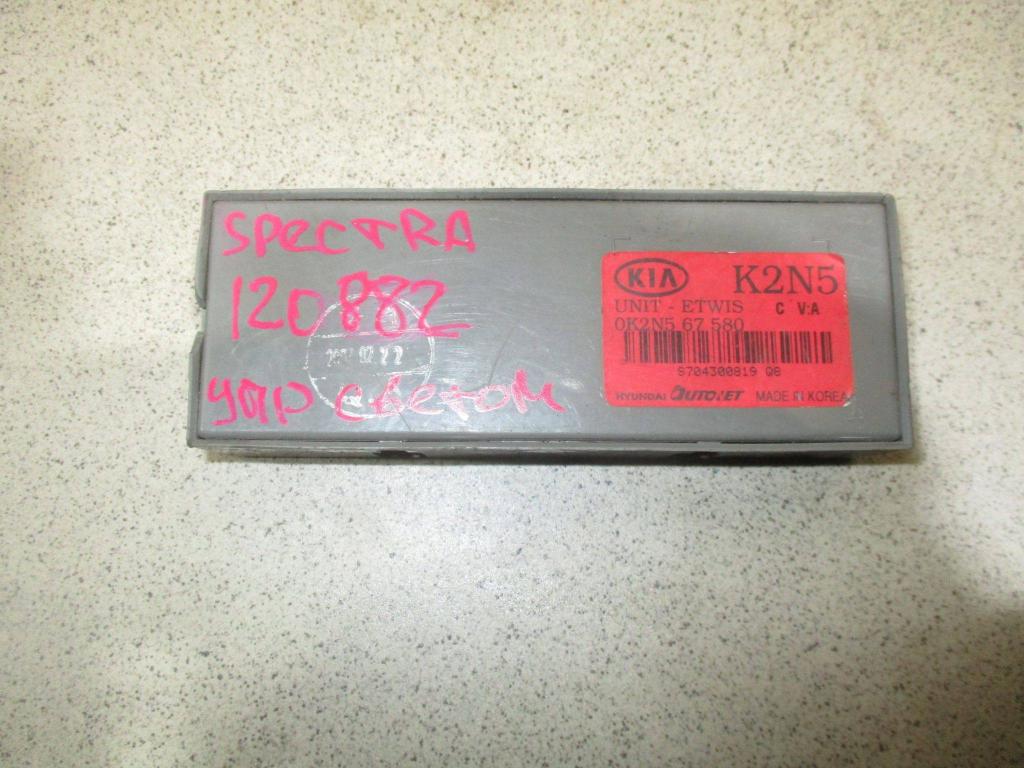 SPECTRA
120882
упр светом
KIA K2N5
UNIT - ETWIS C V:A
0K2N5 67 580
S704300819 Q8
HYUNDAI AUTONET MADE IN KOREA